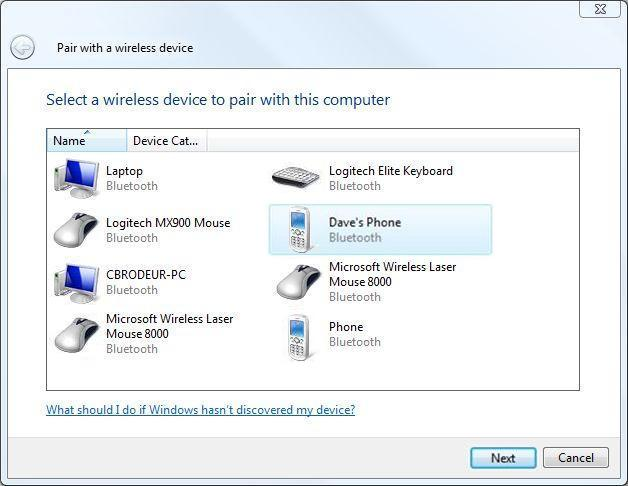 Pair with a wireless device
Select a wireless device to pair with this computer
Name Device Cat...
Laptop
Bluetooth
Logitech Elite Keyboard
Bluetooth
Logitech MX900 Mouse
Bluetooth
Dave's Phone
Bluetooth
CBRODEUR-PC
Bluetooth
Microsoft Wireless Laser
Mouse 8000
Bluetooth
Microsoft Wireless Laser
Mouse 8000
Bluetooth
Phone
Bluetooth
What should I do if Windows hasn't discovered my device?
Next Cancel